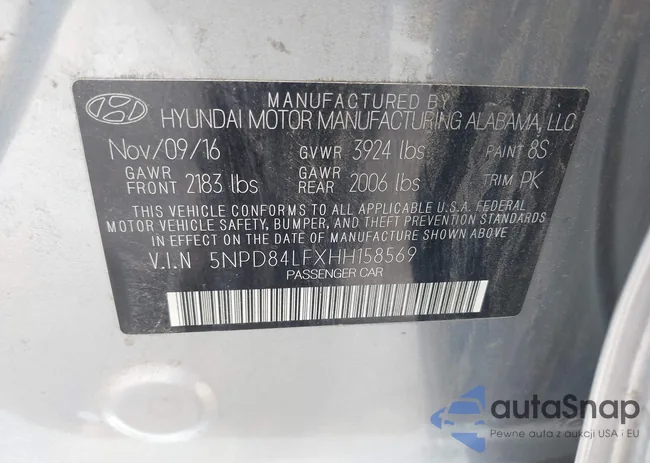 MANUFACTURED BY
HYUNDAI MOTOR MANUFACTURING ALABAMA, LLC
Nov/09/16 GVWR 3924 lbs PAINT 8S
GAWR FRONT 2183 lbs GAWR REAR 2006 lbs TRIM PK
THIS VEHICLE CONFORMS TO ALL APPLICABLE U.S.A. FEDERAL
MOTOR VEHICLE SAFETY, BUMPER, AND THEFT PREVENTION STANDARDS
IN EFFECT ON THE DATE OF MANUFACTURE SHOWN ABOVE.
V.I.N 5NPD84LFXHH158569
PASSENGER CAR
autaSnap
Pewne auta z aukcji USA i EU